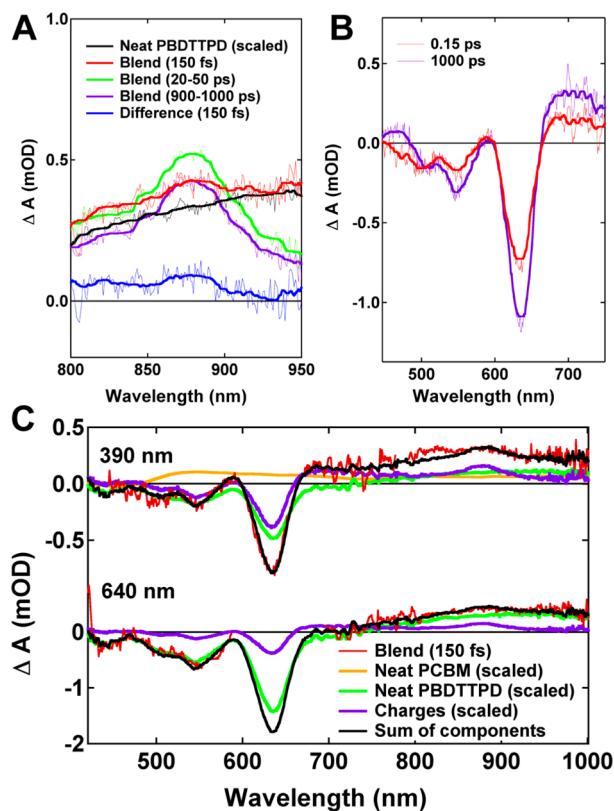 A
Neat PBDTTPD (scaled)
Blend (150 fs)
Blend (20-50 ps)
Blend (900-1000 ps)
Difference (150 fs)
Δ A (mOD)
1.0
0.5
0.0
800 850 900 950
Wavelength (nm)
B
0.15 ps
1000 ps
Δ A (mOD)
0.5
0.0
-0.5
-1.0
500 600 700
Wavelength (nm)
C
390 nm
0.5
0.0
-0.5
640 nm
0
-1
-2
Δ A (mOD)
Blend (150 fs)
Neat PCBM (scaled)
Neat PBDTTPD (scaled)
Charges (scaled)
Sum of components
500 600 700 800 900 1000
Wavelength (nm)